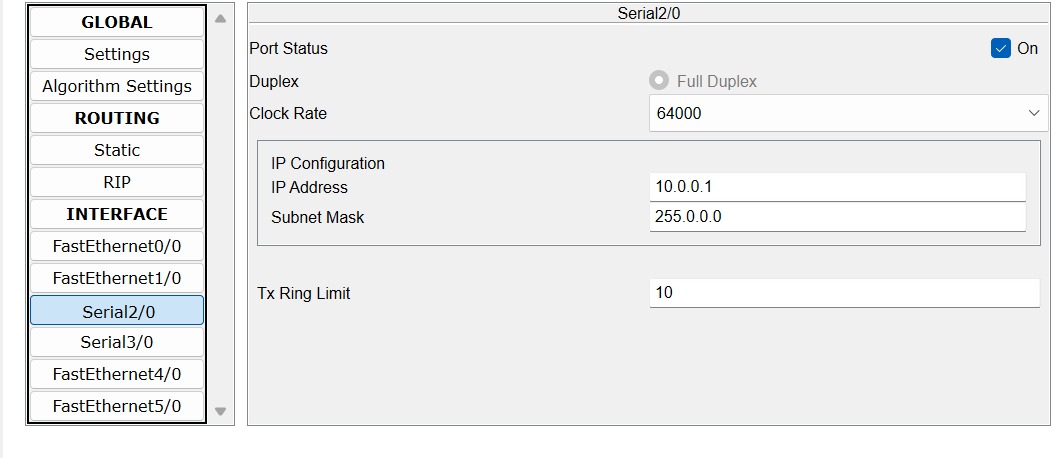 GLOBAL
Settings
Algorithm Settings
ROUTING
Static
RIP
INTERFACE
FastEthernet0/0
FastEthernet1/0
Serial2/0
Serial3/0
FastEthernet4/0
FastEthernet5/0
Serial2/0
Port Status On
Duplex Full Duplex
Clock Rate 64000
IP Configuration
IP Address 10.0.0.1
Subnet Mask 255.0.0.0
Tx Ring Limit 10